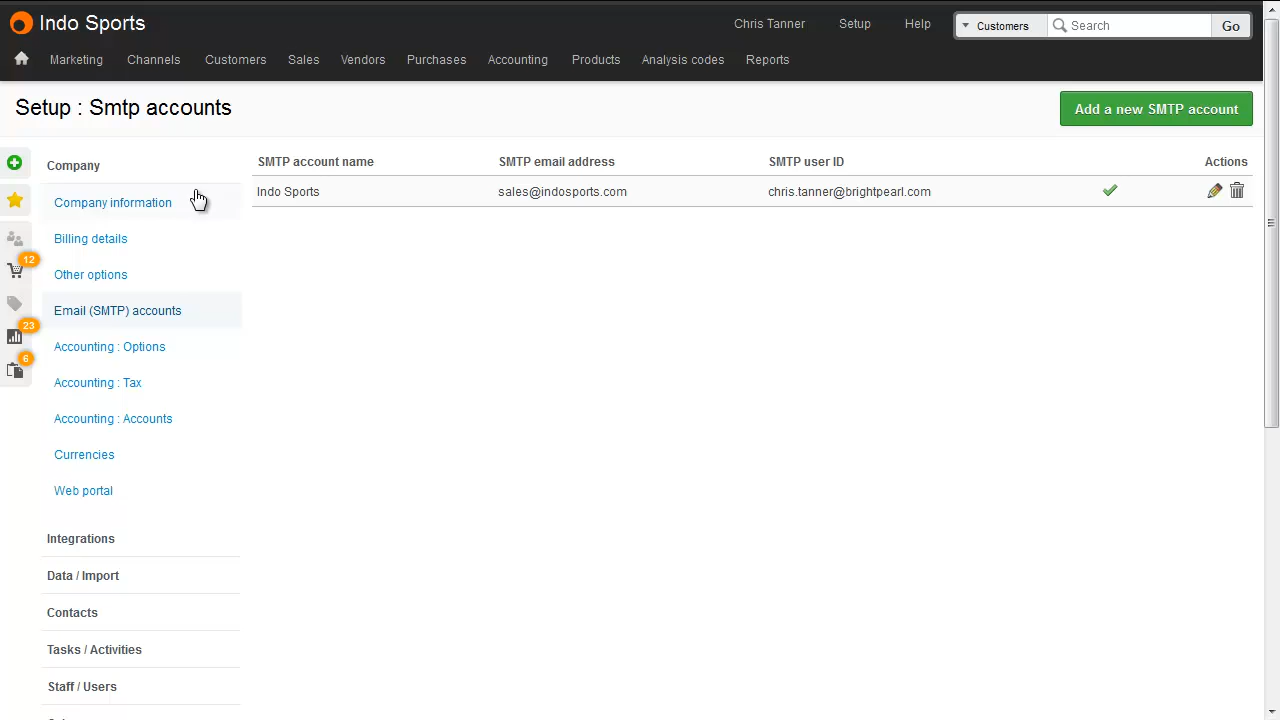 Indo Sports
Chris Tanner Setup Help Customers Search Go
Marketing Channels Customers Sales Vendors Purchases Accounting Products Analysis codes Reports
Setup : Smtp accounts
Add a new SMTP account
Company
SMTP account name SMTP email address SMTP user ID Actions
Indo Sports sales@indosports.com chris.tanner@brightpearl.com
Company information
Billing details
12
Other options
Email (SMTP) accounts
23
Accounting : Options
6
Accounting : Tax
Accounting : Accounts
Currencies
Web portal
Integrations
Data / Import
Contacts
Tasks / Activities
Staff / Users